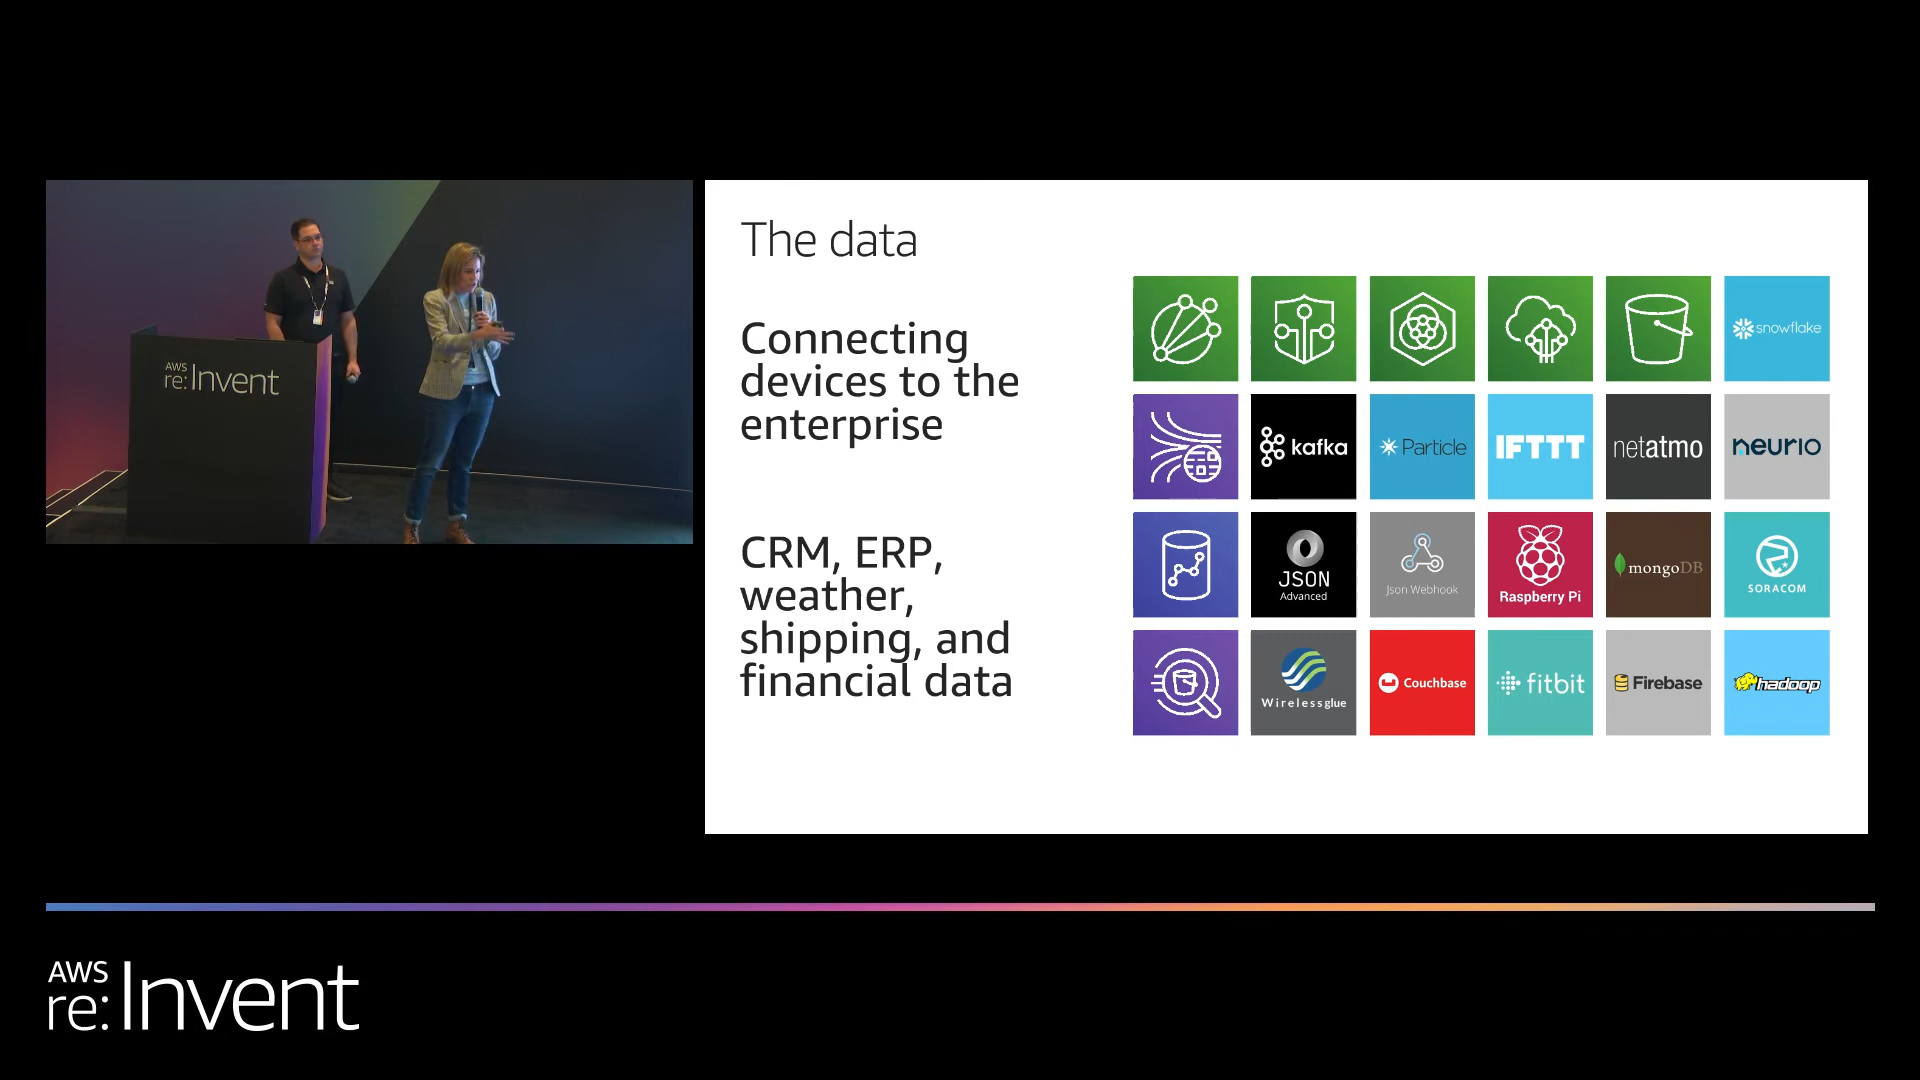 AWS
re:Invent
The data
Connecting
devices to the
enterprise
CRM, ERP,
weather,
shipping, and
financial data
snowflake
kafka
Particle
IFTTT
netatmo
neurio
JSON
Advanced
Json Webhook
Raspberry Pi
mongoDB
SORACOM
Wirelessglue
Couchbase
fitbit
Firebase
hadoop
AWS
re:Invent